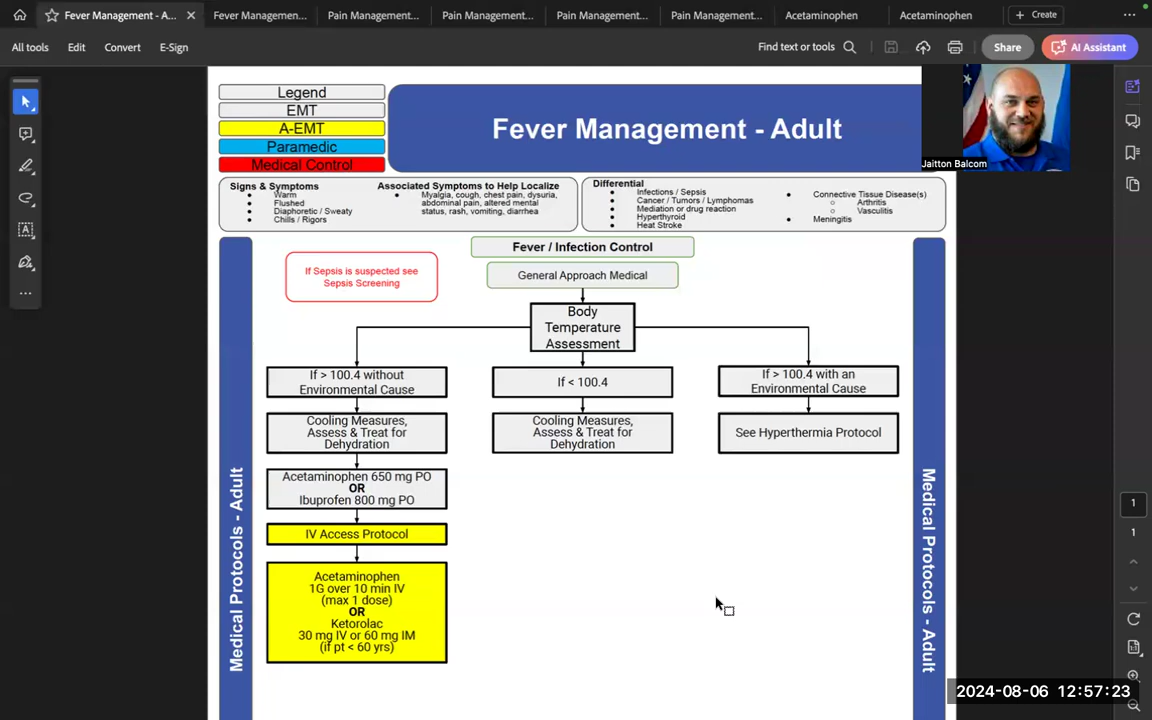 Fever Management - A...
Fever Managemen...
Pain Management...
Pain Management...
Pain Management...
Pain Management...
Acetaminophen
Acetaminophen
Create
All tools
Edit
Convert
E-Sign
Find text or tools
Share
AI Assistant
Legend
EMT
A-EMT
Paramedic
Medical Control
Fever Management - Adult
Jaitton Balcom
Signs & Symptoms
Warm
Flushed
Diaphoretic / Sweaty
Chills / Rigors
Associated Symptoms to Help Localize
Myalgia, cough, chest pain, dysuria,
abdominal pain, altered mental
status, rash, vomiting, diarrhea
Differential
Infections / Sepsis
Cancer / Tumors / Lymphomas
Mediation or drug reaction
Hyperthyroid
Heat Stroke
Connective Tissue Disease(s)
Arthritis
Vasculitis
Meningitis
Fever / Infection Control
General Approach Medical
If Sepsis is suspected see
Sepsis Screening
Body
Temperature
Assessment
If > 100.4 without
Environmental Cause
If < 100.4
If > 100.4 with an
Environmental Cause
Cooling Measures,
Assess & Treat for
Dehydration
Cooling Measures,
Assess & Treat for
Dehydration
See Hyperthermia Protocol
Acetaminophen 650 mg PO
OR
Ibuprofen 800 mg PO
IV Access Protocol
Acetaminophen
1G over 10 min IV
(max 1 dose)
OR
Ketorolac
30 mg IV or 60 mg IM
(if pt < 60 yrs)
Medical Protocols - Adult
Medical Protocols - Adult
1
1
2024-08-06 12:57:23